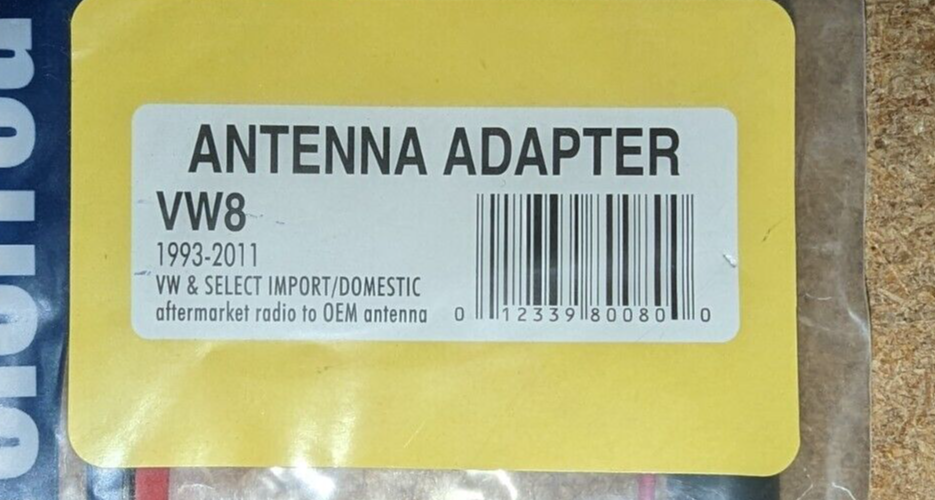 ANTENNA ADAPTER
VW8
1993-2011
VW & SELECT IMPORT/DOMESTIC
aftermarket radio to OEM antenna
0 12339 80080 0